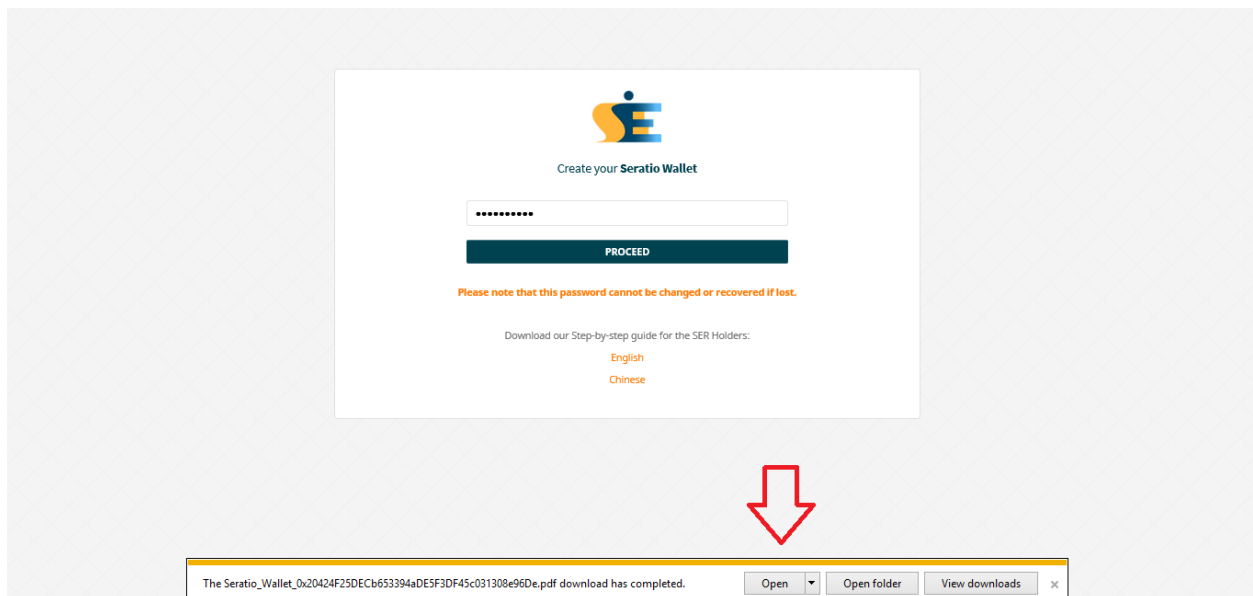 SE
Create your Seratio Wallet
••••••••••
PROCEED
Please note that this password cannot be changed or recovered if lost.
Download our Step-by-step guide for the SER Holders:
English
Chinese
The Seratio_Wallet_0x20424F25DECb653394aDE5F3DF45c031308e96De.pdf download has completed.
Open
Open folder
View downloads
×